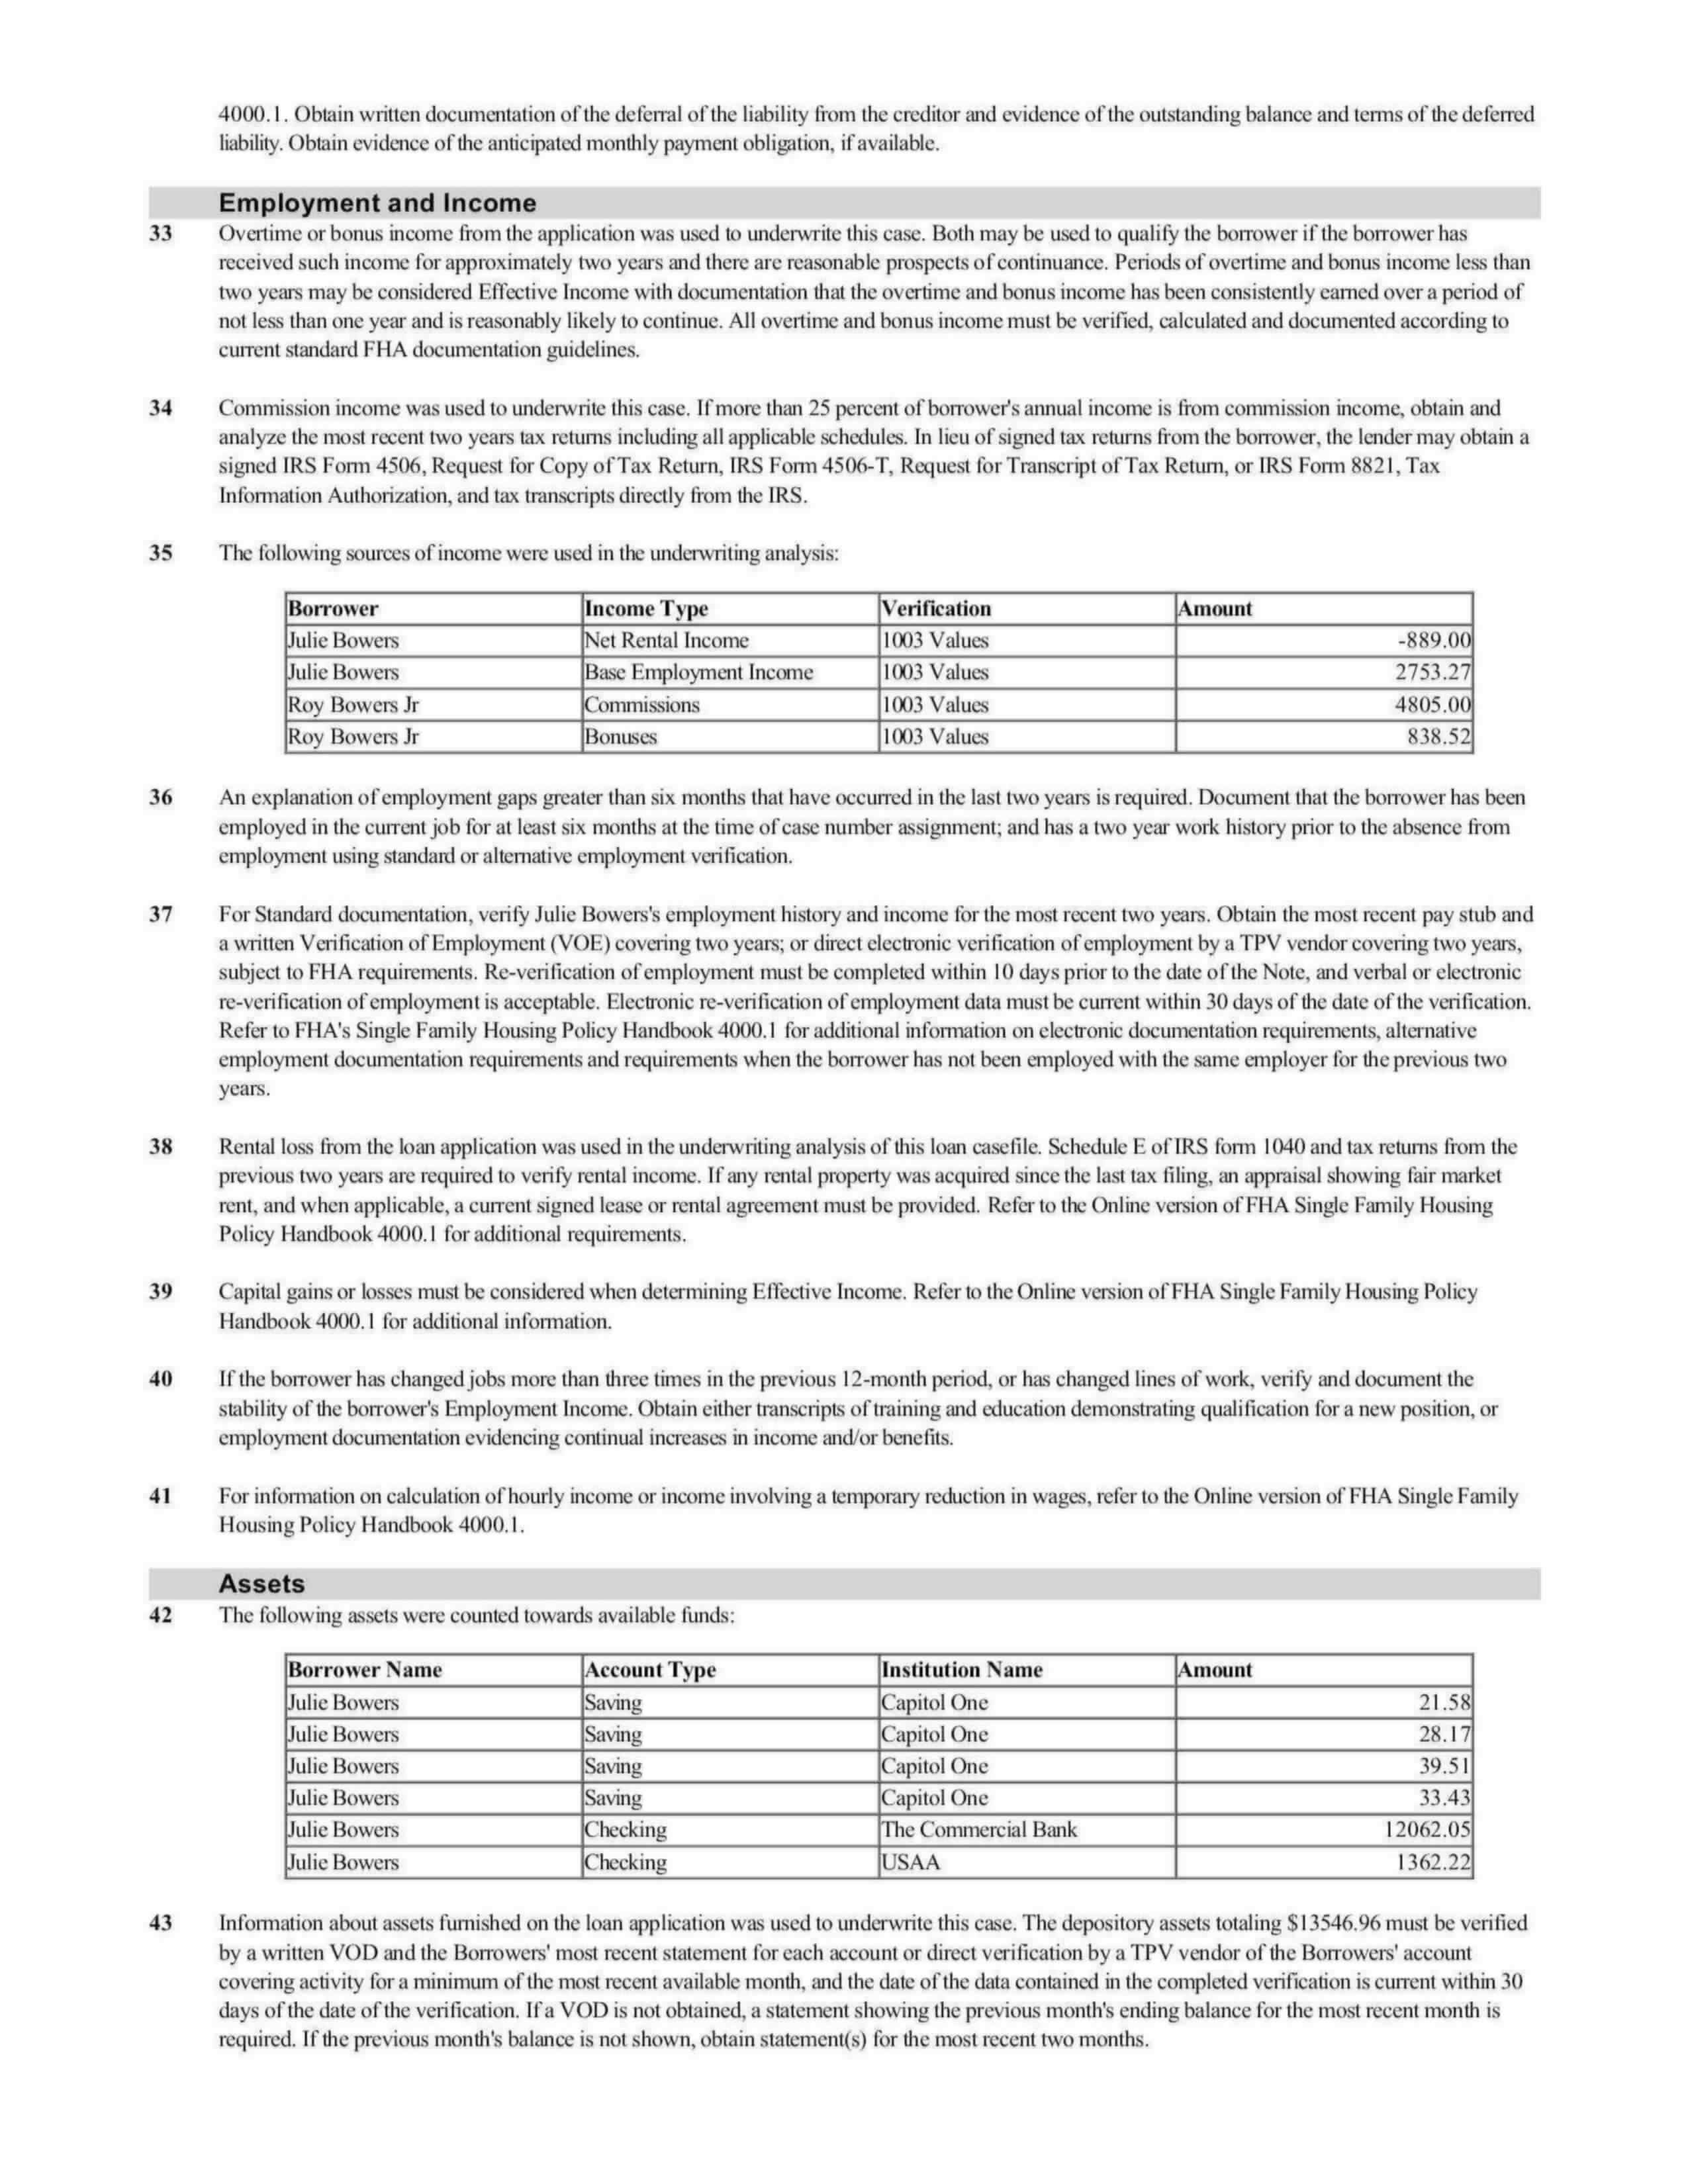 4000.1. Obtain written documentation of the deferral of the liability from the creditor and evidence of the outstanding balance and terms of the deferred
liability. Obtain evidence of the anticipated monthly payment obligation, if available.
Employment and Income
33 Overtime or bonus income from the application was used to underwrite this case. Both may be used to qualify the borrower if the borrower has
received such income for approximately two years and there are reasonable prospects of continuance. Periods of overtime and bonus income less than
two years may be considered Effective Income with documentation that the overtime and bonus income has been consistently earned over a period of
not less than one year and is reasonably likely to continue. All overtime and bonus income must be verified, calculated and documented according to
current standard FHA documentation guidelines.
34 Commission income was used to underwrite this case. If more than 25 percent of borrower's annual income is from commission income, obtain and
analyze the most recent two years tax returns including all applicable schedules. In lieu of signed tax returns from the borrower, the lender may obtain a
signed IRS Form 4506, Request for Copy of Tax Return, IRS Form 4506-T, Request for Transcript of Tax Return, or IRS Form 8821, Tax
Information Authorization, and tax transcripts directly from the IRS.
35 The following sources of income were used in the underwriting analysis:
Borrower Income Type Verification Amount
Julie Bowers Net Rental Income 1003 Values -889.00
Julie Bowers Base Employment Income 1003 Values 2753.27
Roy Bowers Jr Commissions 1003 Values 4805.00
Roy Bowers Jr Bonuses 1003 Values 838.52
36 An explanation of employment gaps greater than six months that have occurred in the last two years is required. Document that the borrower has been
employed in the current job for at least six months at the time of case number assignment; and has a two year work history prior to the absence from
employment using standard or alternative employment verification.
37 For Standard documentation, verify Julie Bowers's employment history and income for the most recent two years. Obtain the most recent pay stub and
a written Verification of Employment (VOE) covering two years; or direct electronic verification of employment by a TPV vendor covering two years,
subject to FHA requirements. Re-verification of employment must be completed within 10 days prior to the date of the Note, and verbal or electronic
re-verification of employment is acceptable. Electronic re-verification of employment data must be current within 30 days of the date of the verification.
Refer to FHA's Single Family Housing Policy Handbook 4000.1 for additional information on electronic documentation requirements, alternative
employment documentation requirements and requirements when the borrower has not been employed with the same employer for the previous two
years.
38 Rental loss from the loan application was used in the underwriting analysis of this loan casefile. Schedule E of IRS form 1040 and tax returns from the
previous two years are required to verify rental income. If any rental property was acquired since the last tax filing, an appraisal showing fair market
rent, and when applicable, a current signed lease or rental agreement must be provided. Refer to the Online version of FHA Single Family Housing
Policy Handbook 4000.1 for additional requirements.
39 Capital gains or losses must be considered when determining Effective Income. Refer to the Online version of FHA Single Family Housing Policy
Handbook 4000.1 for additional information.
40 If the borrower has changed jobs more than three times in the previous 12-month period, or has changed lines of work, verify and document the
stability of the borrower's Employment Income. Obtain either transcripts of training and education demonstrating qualification for a new position, or
employment documentation evidencing continual increases in income and/or benefits.
41 For information on calculation of hourly income or income involving a temporary reduction in wages, refer to the Online version of FHA Single Family
Housing Policy Handbook 4000.1.
Assets
42 The following assets were counted towards available funds:
Borrower Name Account Type Institution Name Amount
Julie Bowers Saving Capitol One 21.58
Julie Bowers Saving Capitol One 28.17
Julie Bowers Saving Capitol One 39.51
Julie Bowers Saving Capitol One 33.43
Julie Bowers Checking The Commercial Bank 12062.05
Julie Bowers Checking USAA 1362.22
43 Information about assets furnished on the loan application was used to underwrite this case. The depository assets totaling $13546.96 must be verified
by a written VOD and the Borrowers' most recent statement for each account or direct verification by a TPV vendor of the Borrowers' account
covering activity for a minimum of the most recent available month, and the date of the data contained in the completed verification is current within 30
days of the date of the verification. If a VOD is not obtained, a statement showing the previous month's ending balance for the most recent month is
required. If the previous month's balance is not shown, obtain statement(s) for the most recent two months.